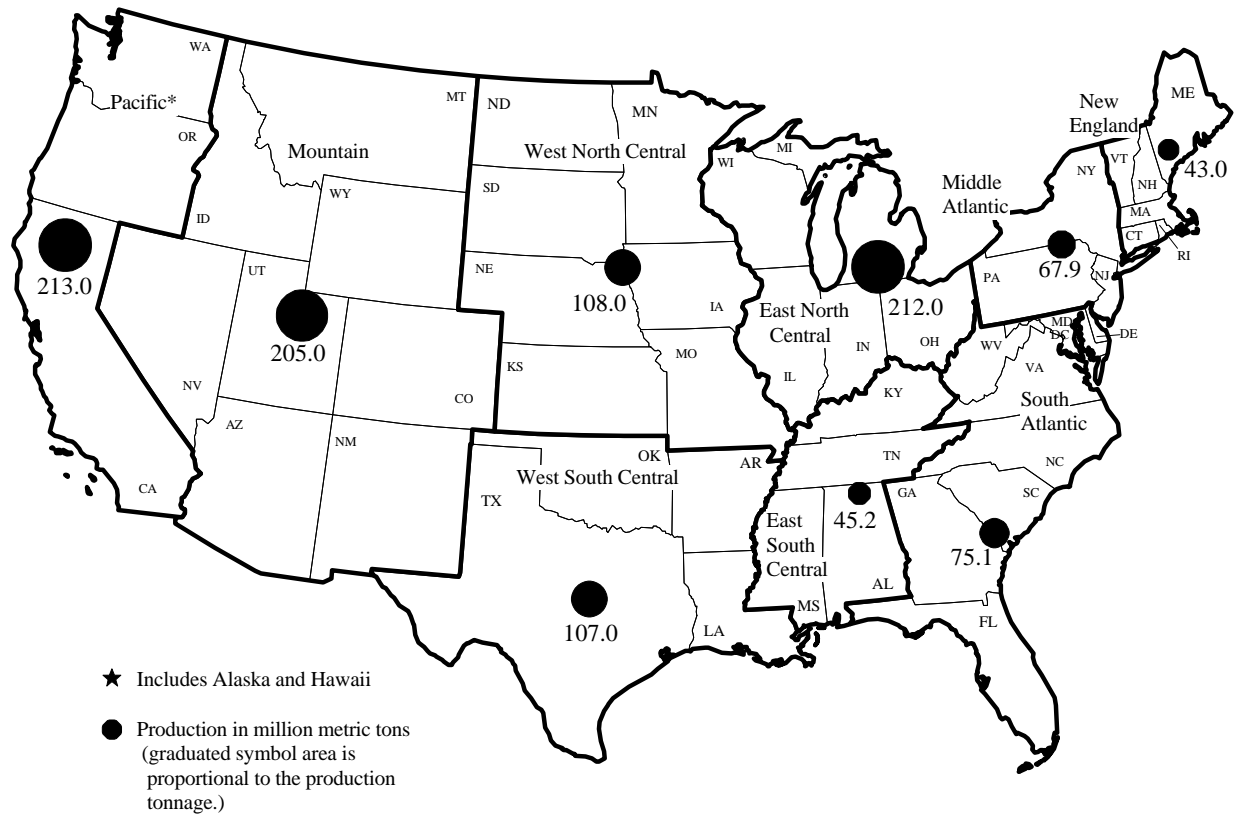 WA
Pacific*
OR
MT
Mountain
ID
WY
213.0
UT
205.0
NV
CO
AZ
NM
CA
ND
MN
West North Central
SD
NE
108.0
IA
KS
MO
WI
MI
East North
Central
212.0
IL
IN
OH
New
England
ME
VT
NH
43.0
MA
CT
RI
Middle
Atlantic
NY
67.9
PA
NJ
MD
DC
DE
WV
VA
South
Atlantic
NC
SC
GA
75.1
FL
KY
TN
45.2
East
South
Central
MS
AL
OK
AR
West South Central
TX
107.0
LA
★ Includes Alaska and Hawaii
● Production in million metric tons
(graduated symbol area is
proportional to the production
tonnage.)